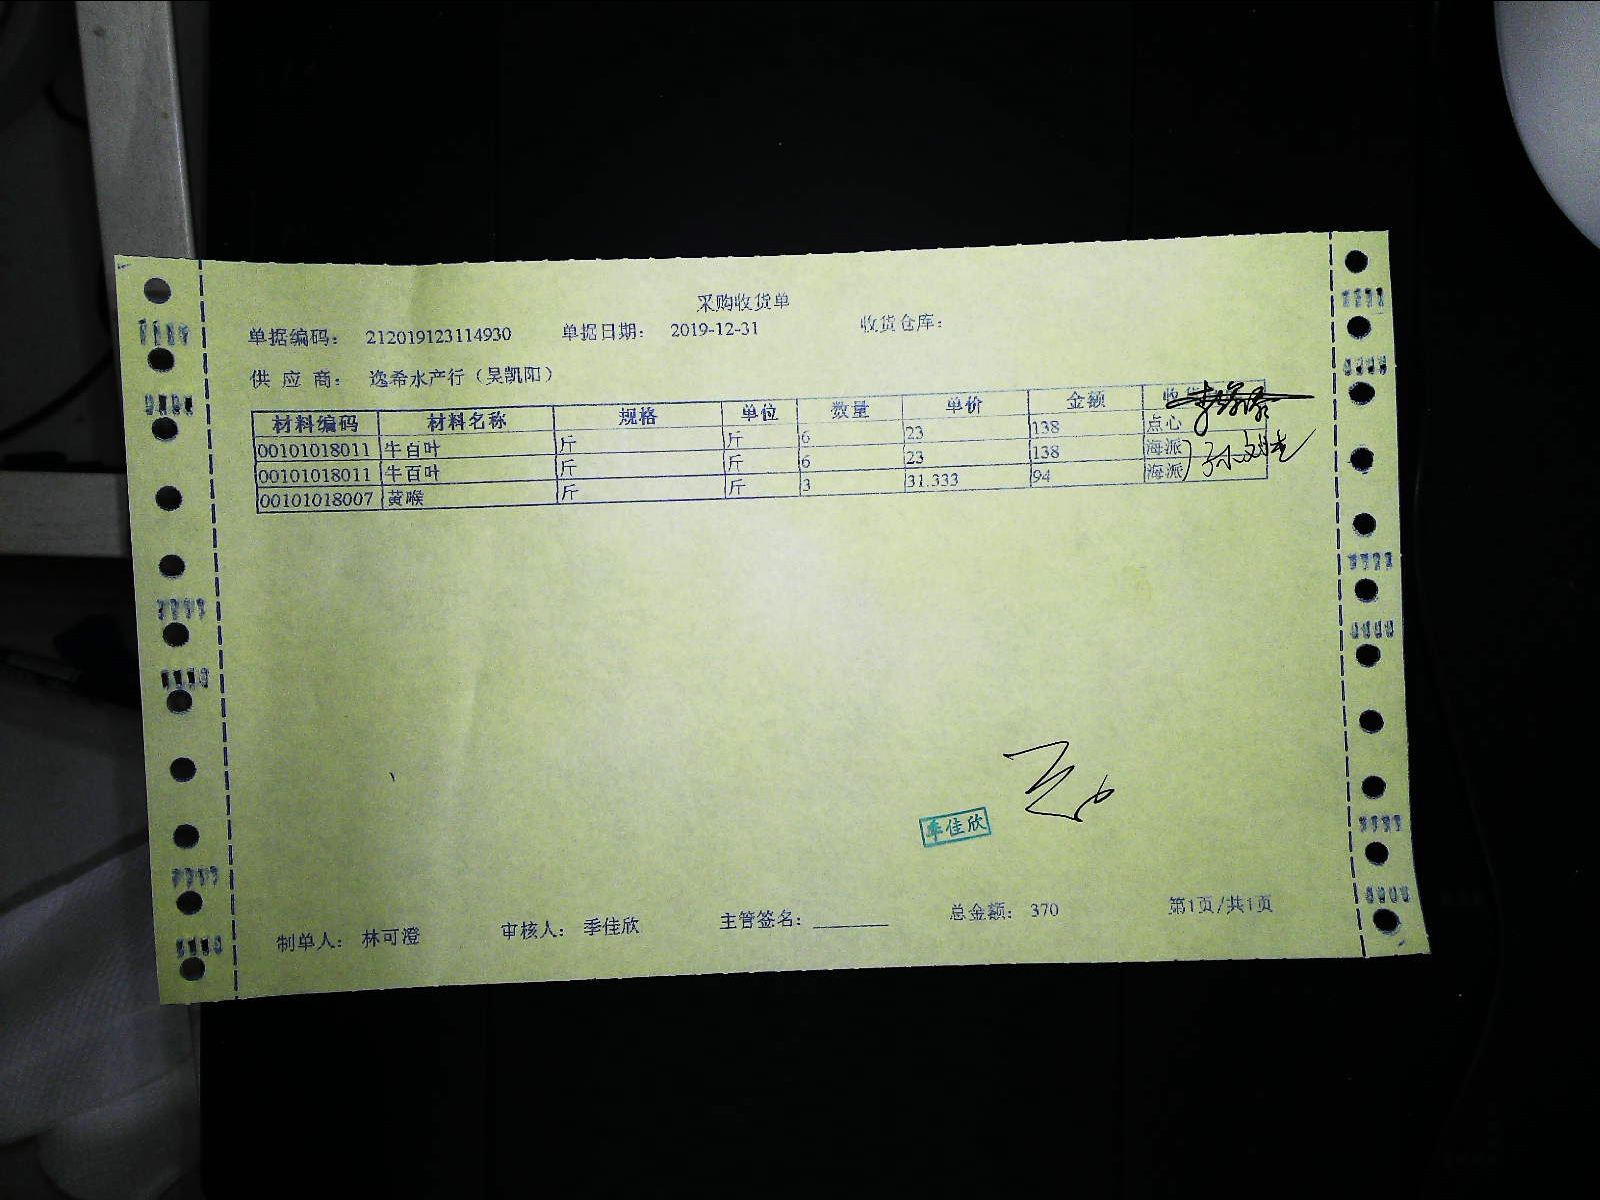 采购收货单
单据编码： 212019123114930 单据日期： 2019-12-31 收货仓库：
供 应 商： 逸希水产行（吴凯阳）
材料编码 材料名称 规格 单位 数量 单价 金额 收货
00101018011 牛百叶 斤 斤 6 23 138 点心
00101018011 牛百叶 斤 斤 6 23 138 海派
00101018007 黄喉 斤 斤 3 31.333 94 海派
季佳欣
制单人： 林可澄 审核人： 季佳欣 主管签名： 总金额： 370 第1页/共1页